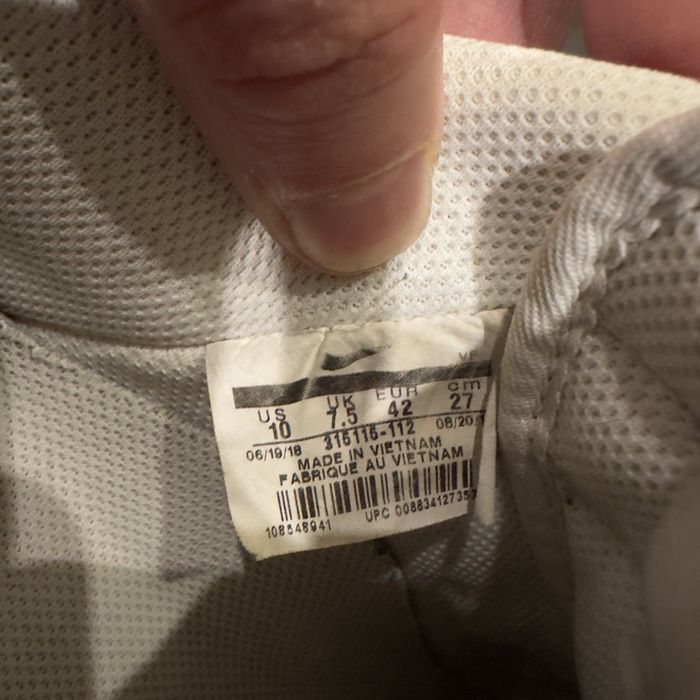 US UK EUR cm
10 7.5 42 27
315115-112
06/19/18 08/20/1
MADE IN VIETNAM
FABRIQUE AU VIETNAM
108548941 UPC 00883412735